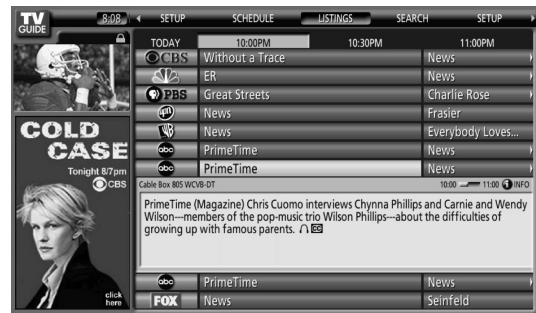 TV
GUIDE
8:08
SETUP SCHEDULE LISTINGS SEARCH SETUP
TODAY 10:00PM 10:30PM 11:00PM
CBS Without a Trace News
ER News
PBS Great Streets Charlie Rose
UPN News Frasier
WB News Everybody Loves...
abc PrimeTime News
abc PrimeTime News
Cable Box 805 WCVB-DT 10:00 11:00 INFO
PrimeTime (Magazine) Chris Cuomo interviews Chynna Phillips and Carnie and Wendy
Wilson---members of the pop-music trio Wilson Phillips---about the difficulties of
growing up with famous parents. CC
abc PrimeTime News
FOX News Seinfeld
COLD
CASE
Tonight 8/7pm
CBS
click
here